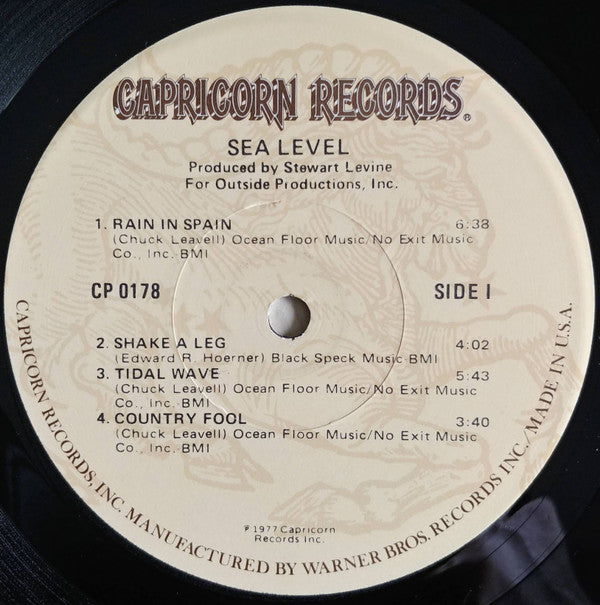 CAPRICORN RECORDS®
SEA LEVEL
Produced by Stewart Levine
For Outside Productions, Inc.
1. RAIN IN SPAIN 6:38
(Chuck Leavell) Ocean Floor Music/No Exit Music
Co., Inc.-BMI
CP 0178 SIDE I
2. SHAKE A LEG 4:02
(Edward R. Hoerner) Black Speck Music-BMI
3. TIDAL WAVE 5:43
(Chuck Leavell) Ocean Floor Music/No Exit Music
Co., Inc.-BMI
4. COUNTRY FOOL 3:40
(Chuck Leavell) Ocean Floor Music/No Exit Music
Co., Inc.-BMI
℗1977 Capricorn
Records Inc.
CAPRICORN RECORDS, INC. MANUFACTURED BY WARNER BROS. RECORDS INC./MADE IN U.S.A.